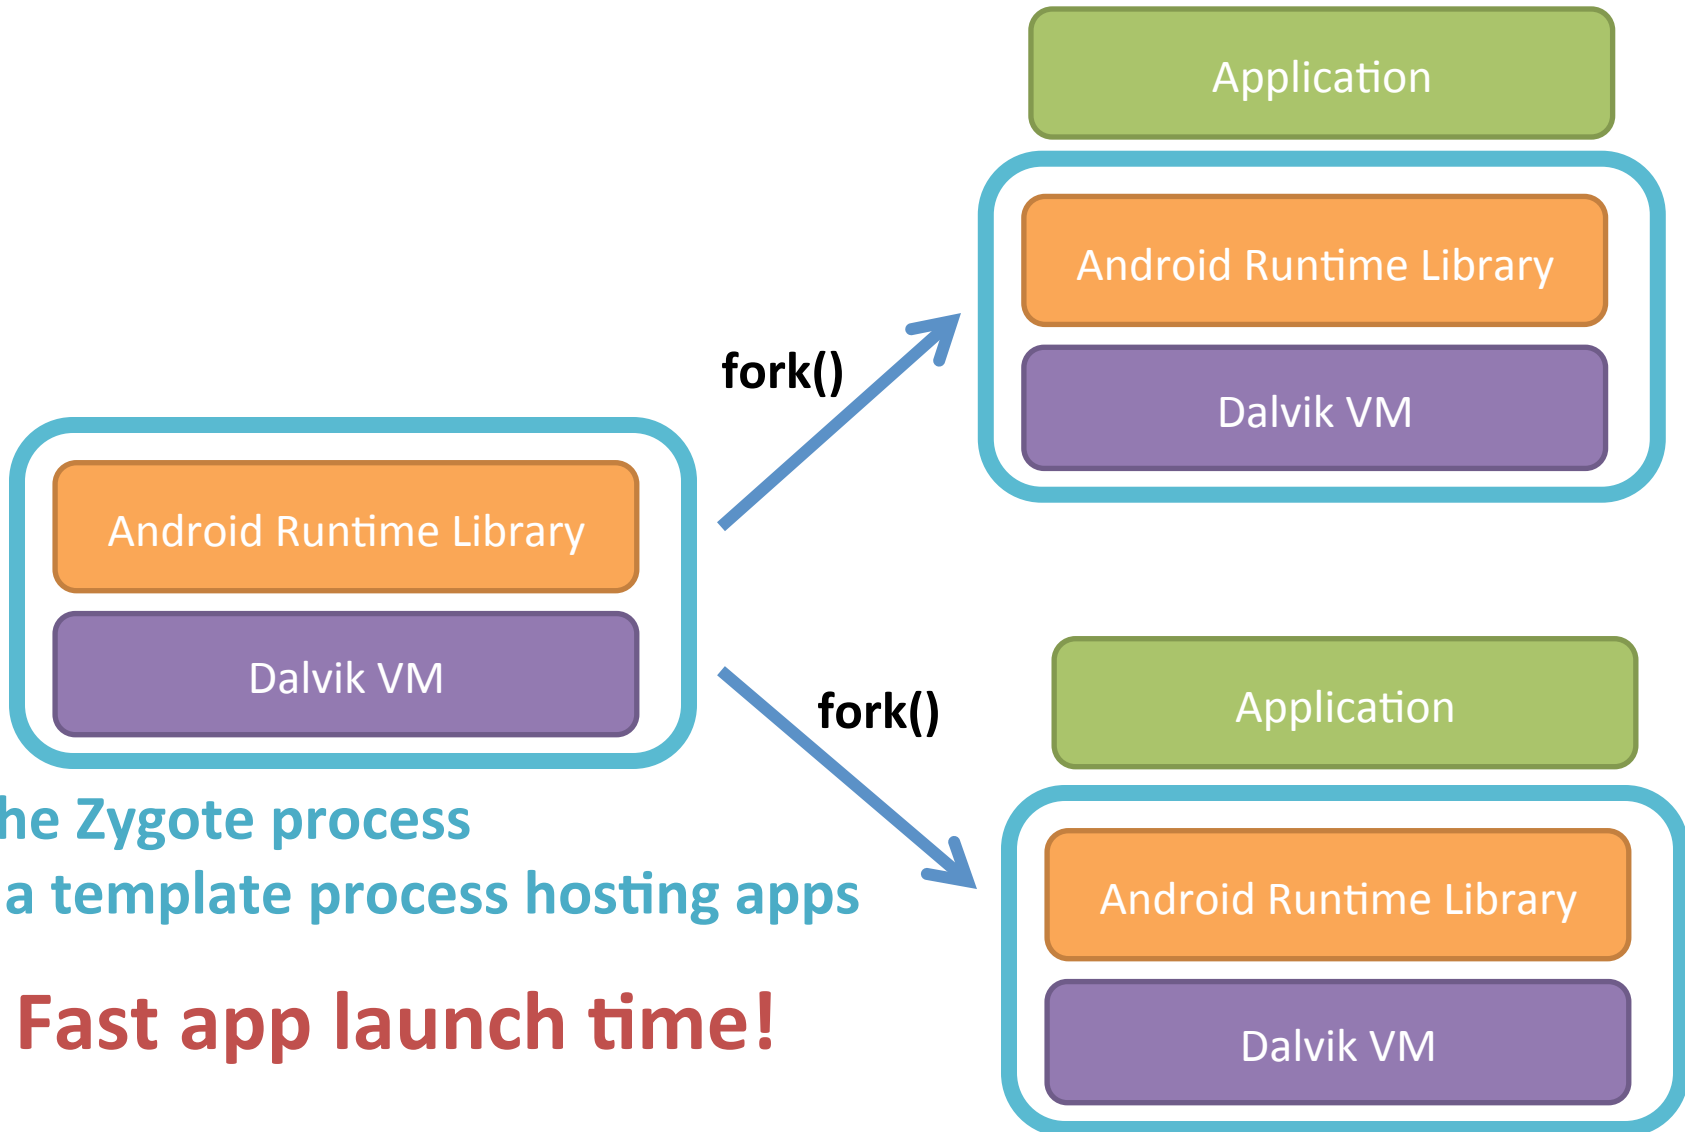 Application
Android Runtime Library
Dalvik VM
fork()
Android Runtime Library
Dalvik VM
fork()
he Zygote process
a template process hosting apps
Fast app launch time!
Application
Android Runtime Library
Dalvik VM